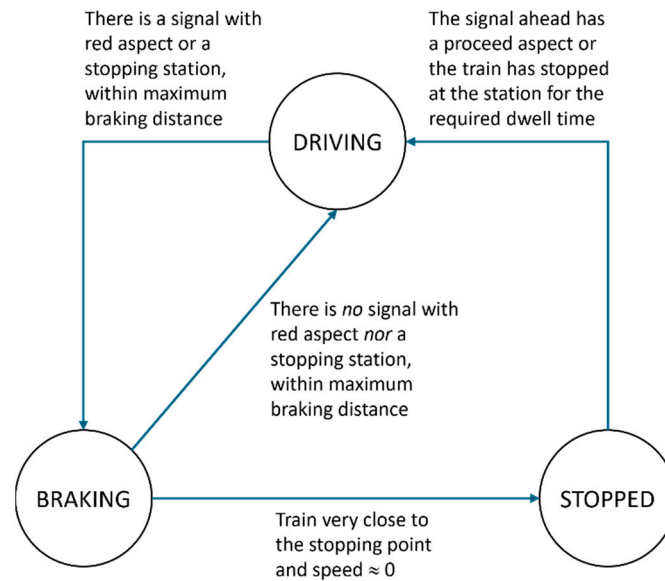 There is a signal with
red aspect or a
stopping station,
within maximum
braking distance
The signal ahead has
a proceed aspect or
the train has stopped
at the station for the
required dwell time
DRIVING
There is no signal with
red aspect nor a
stopping station,
within maximum
braking distance
BRAKING
STOPPED
Train very close to
the stopping point
and speed ≈ 0